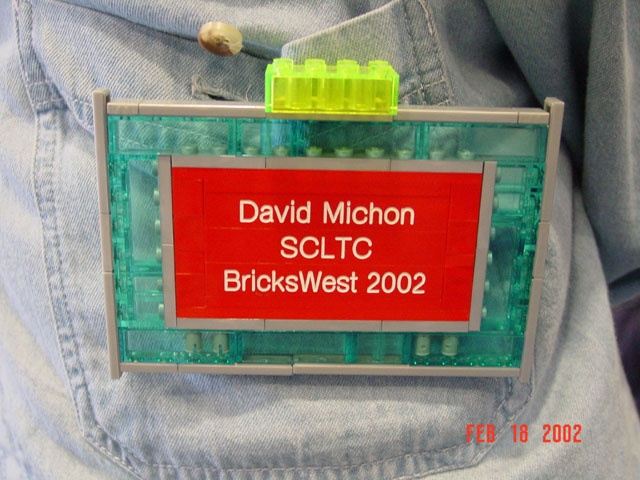 David Michon
SCLTC
BricksWest 2002
FEB 18 2002